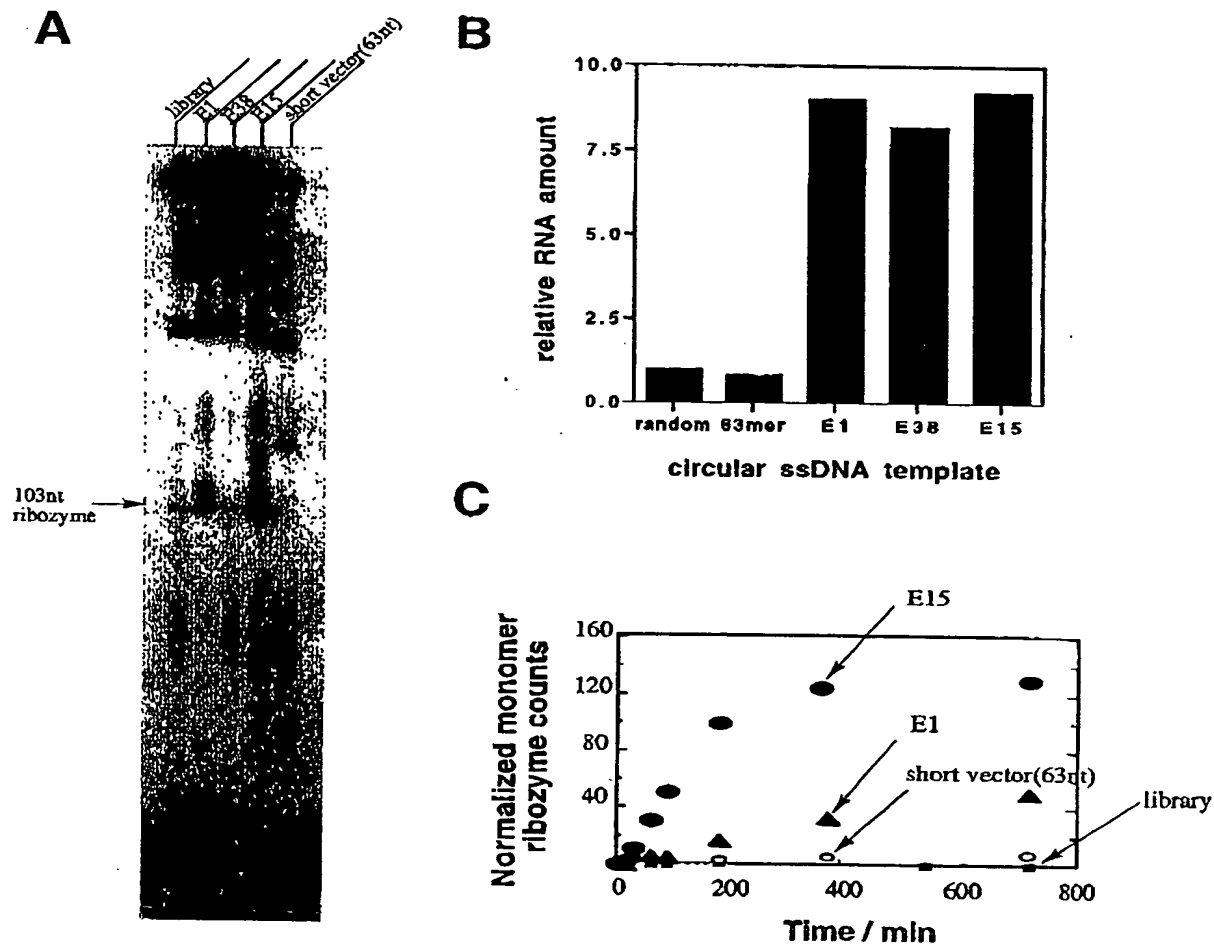 A
library
E1
E38
E15
short vector(63nt)
103nt
ribozyme
B
10.0
7.5
5.0
2.5
0.0
relative RNA amount
random 63mer E1 E38 E15
circular ssDNA template
C
Normalized monomer
ribozyme counts
160
120
80
40
E15
E1
short vector(63nt)
library
0 200 400 600 800
Time / min